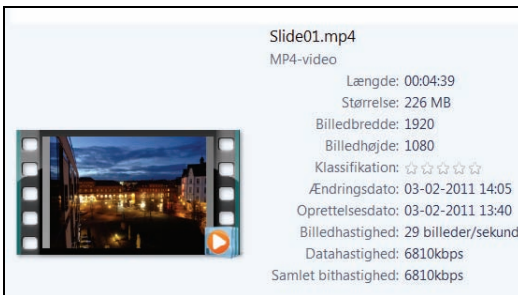 Slide01.mp4
MP4-video
Længde: 00:04:39
Størrelse: 226 MB
Billedbredde: 1920
Billedhøjde: 1080
Klassifikation:
Ændringsdato: 03-02-2011 14:05
Oprettelsesdato: 03-02-2011 13:40
Billedhastighed: 29 billeder/sekund
Datahastighed: 6810kbps
Samlet bithastighed: 6810kbps